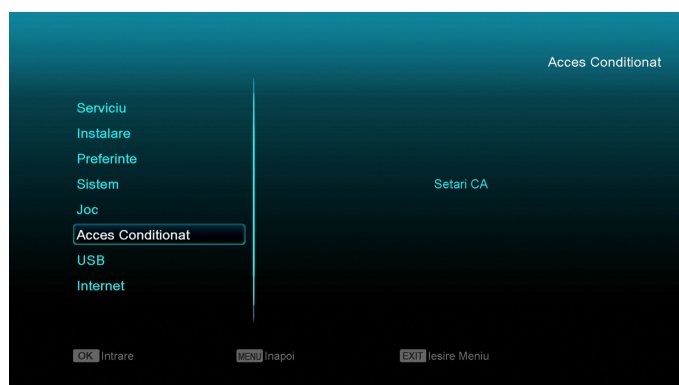 Acces Conditionat
Serviciu
Instalare
Preferinte
Sistem
Setari CA
Joc
Acces Conditionat
USB
Internet
OK Intrare MENU Inapoi EXIT Iesire Meniu